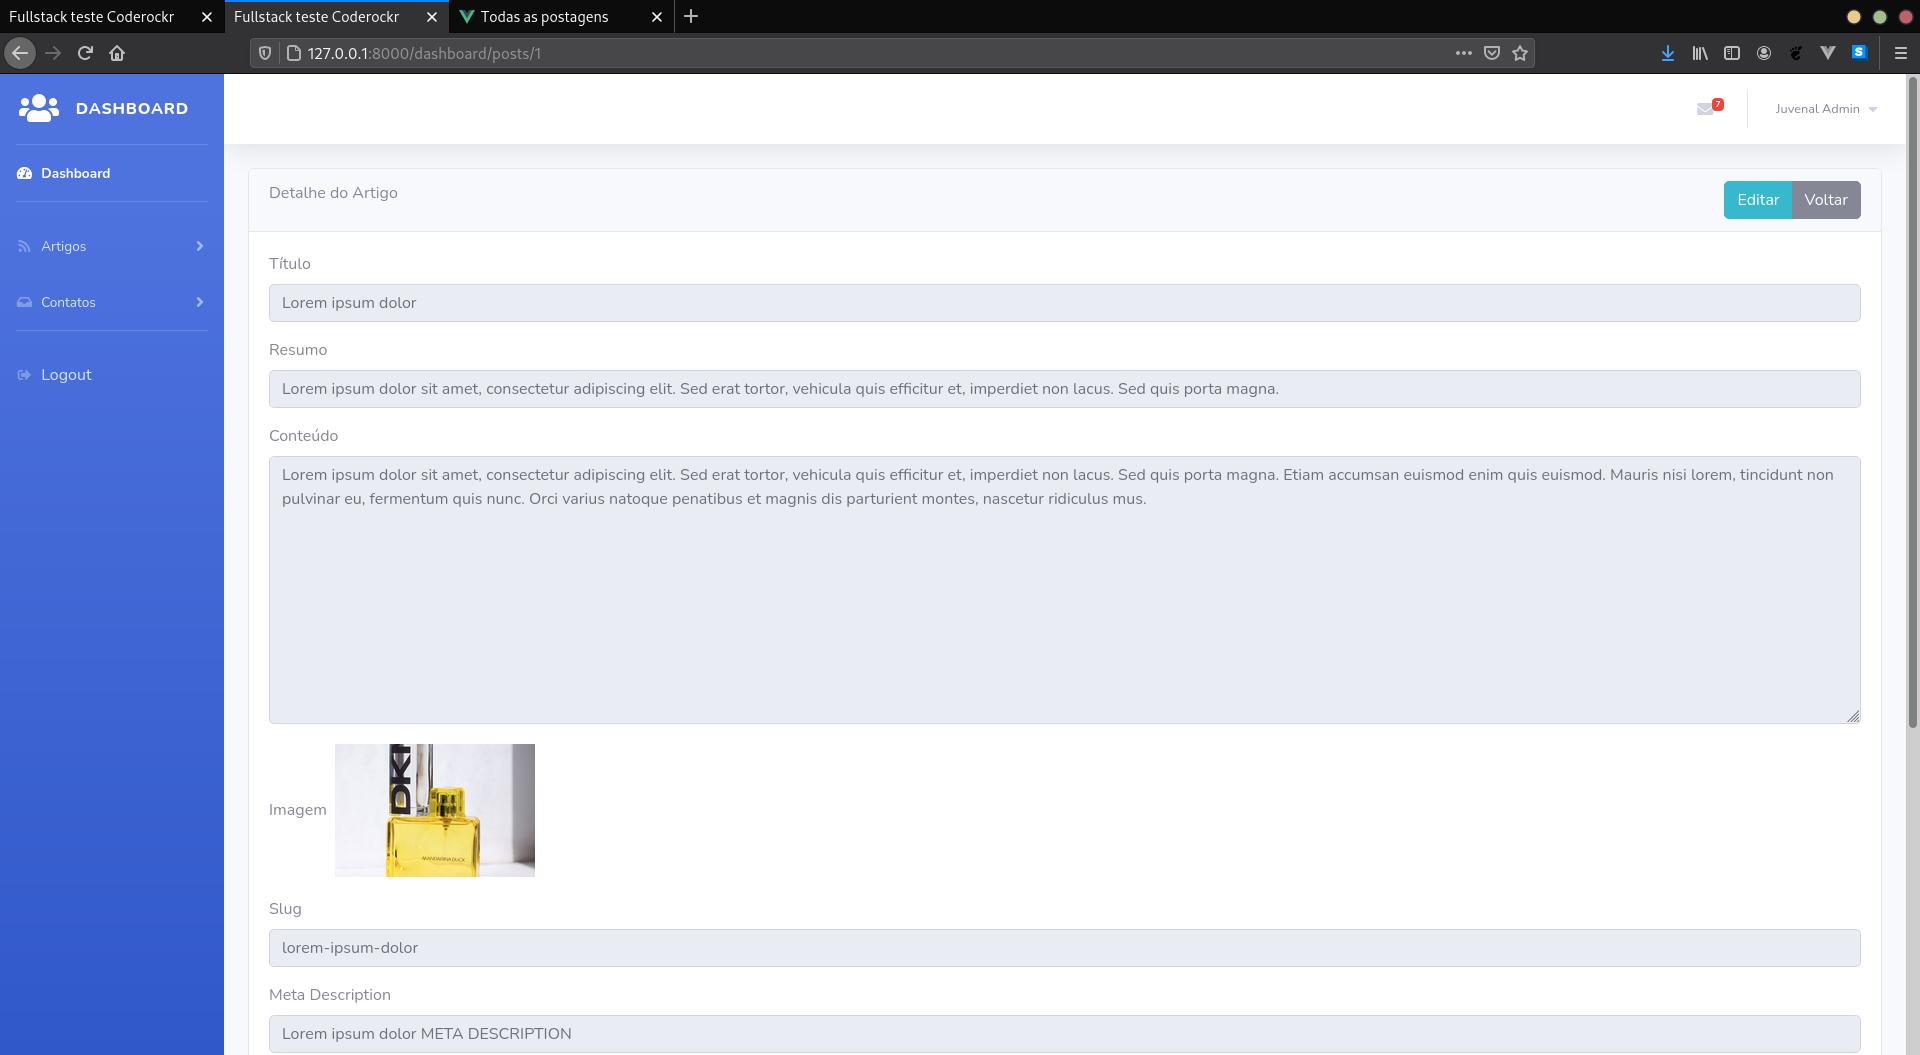 Fullstack teste Coderockr
Fullstack teste Coderockr
Todas as postagens
127.0.0.1:8000/dashboard/posts/1
DASHBOARD
7
Juvenal Admin
Dashboard
Artigos
Contatos
Logout
Detalhe do Artigo
Editar
Voltar
Título
Lorem ipsum dolor
Resumo
Lorem ipsum dolor sit amet, consectetur adipiscing elit. Sed erat tortor, vehicula quis efficitur et, imperdiet non lacus. Sed quis porta magna.
Conteúdo
Lorem ipsum dolor sit amet, consectetur adipiscing elit. Sed erat tortor, vehicula quis efficitur et, imperdiet non lacus. Sed quis porta magna. Etiam accumsan euismod enim quis euismod. Mauris nisi lorem, tincidunt non
pulvinar eu, fermentum quis nunc. Orci varius natoque penatibus et magnis dis parturient montes, nascetur ridiculus mus.
Imagem
MANDARINA DUCK
Slug
lorem-ipsum-dolor
Meta Description
Lorem ipsum dolor META DESCRIPTION